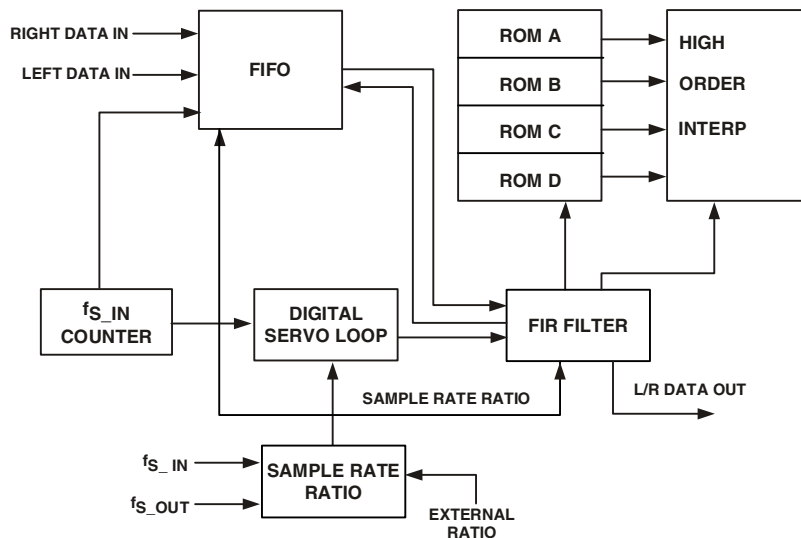 RIGHT DATA IN
LEFT DATA IN
FIFO
ROM A
ROM B
ROM C
ROM D
HIGH
ORDER
INTERP
fS_IN
COUNTER
DIGITAL
SERVO LOOP
FIR FILTER
L/R DATA OUT
SAMPLE RATE RATIO
fS_ IN
fS_OUT
SAMPLE RATE
RATIO
EXTERNAL
RATIO